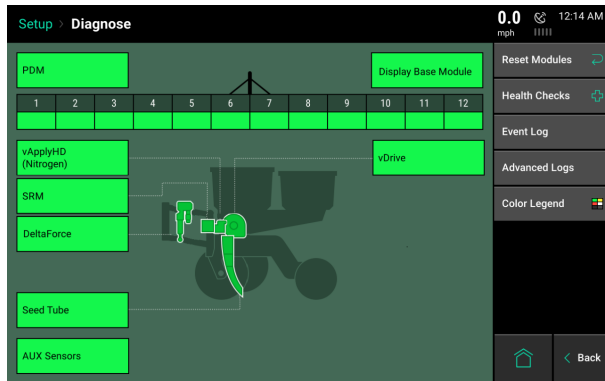 Setup > Diagnose
0.0
mph
12:14 AM
PDM
Display Base Module
1 2 3 4 5 6 7 8 9 10 11 12
vApplyHD
(Nitrogen)
vDrive
SRM
DeltaForce
Seed Tube
AUX Sensors
Reset Modules
Health Checks
Event Log
Advanced Logs
Color Legend
< Back